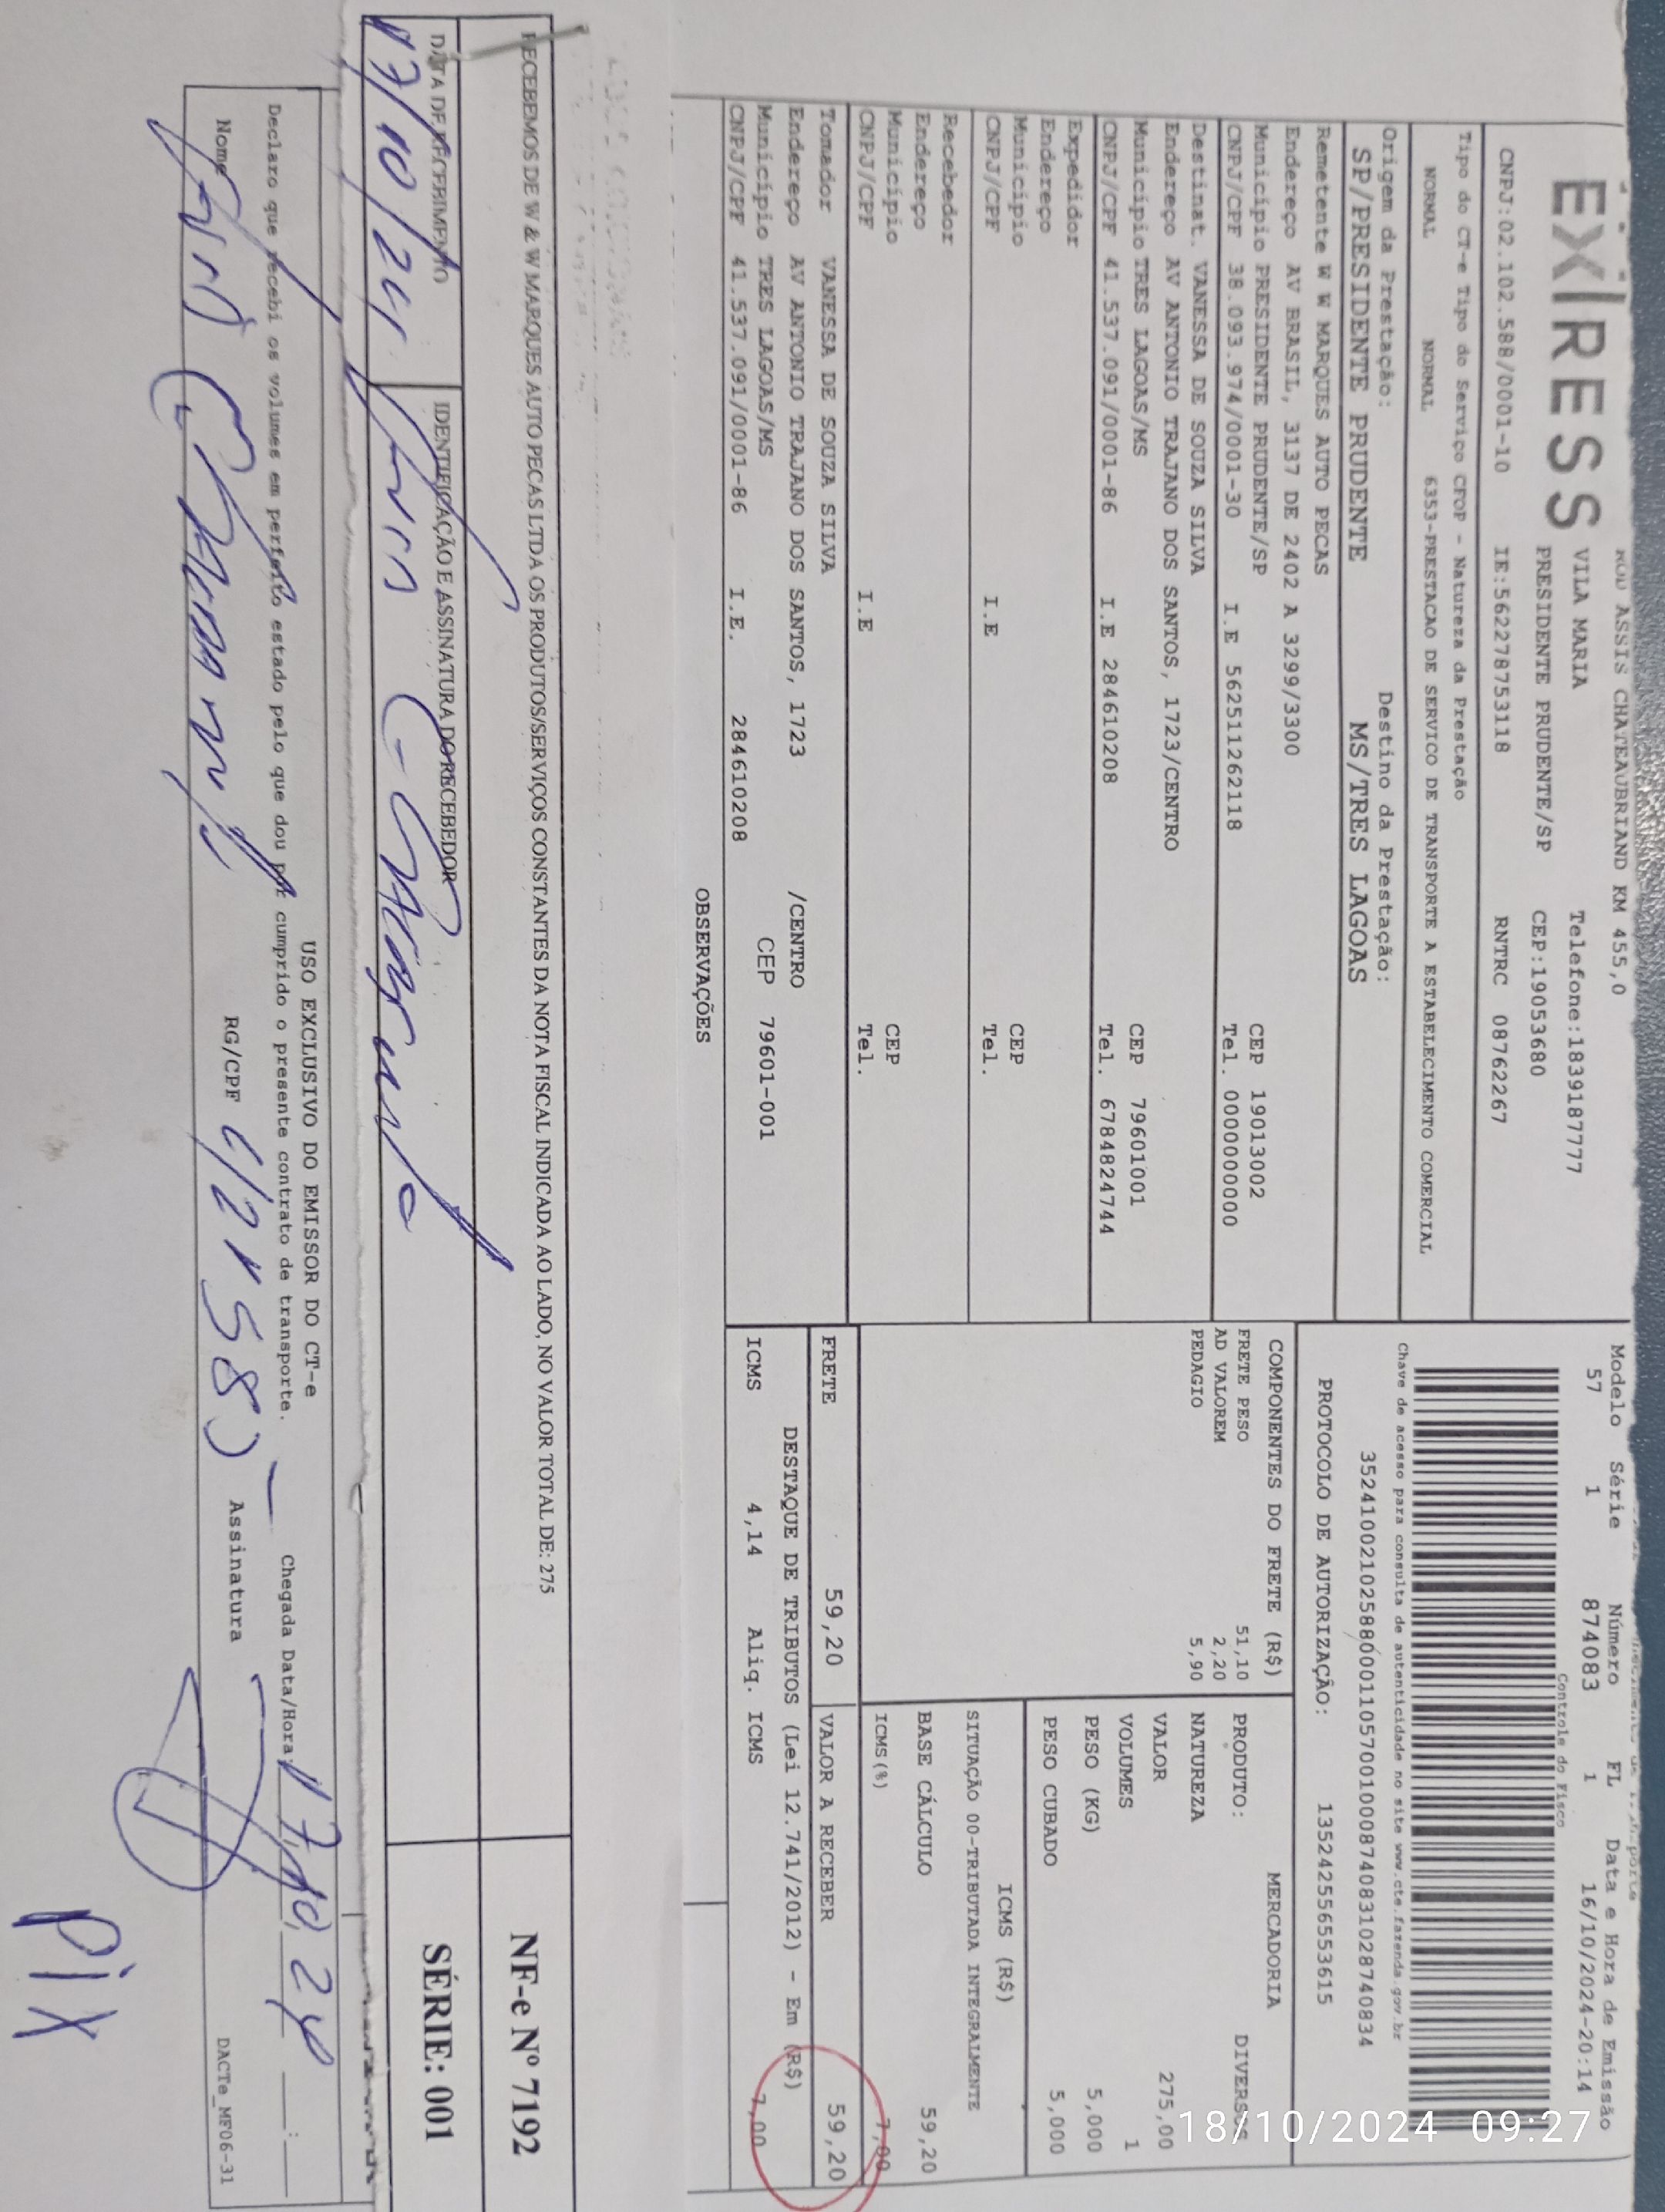 EXPRESS
ROD ASSIS CHATEAUBRIAND KM 455,0
VILA MARIA Telefone:1839187777
PRESIDENTE PRUDENTE/SP CEP:19053680
CNPJ:02.102.588/0001-10 IE:562278753118 RNTRC 08762267
Tipo do CT-e Tipo do Serviço CFOP - Natureza da Prestação
NORMAL NORMAL 6353-PRESTACAO DE SERVICO DE TRANSPORTE A ESTABELECIMENTO COMERCIAL
Origem da Prestação: Destino da Prestação:
SP/PRESIDENTE PRUDENTE MS/TRES LAGOAS
Remetente W W MARQUES AUTO PECAS
Endereço AV BRASIL, 3137 DE 2402 A 3299/3300
Município PRESIDENTE PRUDENTE/SP CEP 19013002
CNPJ/CPF 38.093.974/0001-30 I.E 562511262118 Tel. 0000000000
Destinat. VANESSA DE SOUZA SILVA
Endereço AV ANTONIO TRAJANO DOS SANTOS, 1723/CENTRO
Município TRES LAGOAS/MS CEP 79601001
CNPJ/CPF 41.537.091/0001-86 I.E 284610208 Tel. 6784824744
Expedidor
Endereço
Município CEP
CNPJ/CPF I.E Tel.
Recebedor
Endereço
Município CEP
CNPJ/CPF I.E Tel.
Tomador VANESSA DE SOUZA SILVA
Endereço AV ANTONIO TRAJANO DOS SANTOS, 1723 /CENTRO
Município TRES LAGOAS/MS CEP 79601-001
CNPJ/CPF 41.537.091/0001-86 I.E. 284610208
Modelo Série Número FL Data e Hora de Emissão
57 1 874083 1 16/10/2024-20:14
Controle do Fisco
Chave de acesso para consulta de autenticidade no site www.cte.fazenda.gov.br
35241002102588000110570010008740831028740834
PROTOCOLO DE AUTORIZAÇÃO: 135242556553615
COMPONENTES DO FRETE (R$)
FRETE PESO 51,10
AD VALOREM 2,20
PEDAGIO 5,90
MERCADORIA
PRODUTO: DIVERSOS
NATUREZA
VALOR 275,00
VOLUMES 1
PESO (KG) 5,000
PESO CUBADO 5,000
ICMS (R$)
SITUAÇÃO 00-TRIBUTADA INTEGRALMENTE
BASE CÁLCULO 59,20
ICMS(%) 7,00
FRETE 59,20 VALOR A RECEBER 59,20
DESTAQUE DE TRIBUTOS (Lei 12.741/2012) - Em (R$)
ICMS 4,14 Aliq. ICMS 7,00
OBSERVAÇÕES
RECEBEMOS DE W & W MARQUES AUTO PECAS LTDA OS PRODUTOS/SERVIÇOS CONSTANTES DA NOTA FISCAL INDICADA AO LADO, NO VALOR TOTAL DE: 275
NF-e Nº 7192
SÉRIE: 001
DATA DE RECEBIMENTO IDENTIFICAÇÃO E ASSINATURA DO RECEBEDOR
17/10/24
USO EXCLUSIVO DO EMISSOR DO CT-e
Declaro que recebi os volumes em perfeito estado pelo que dou por cumprido o presente contrato de transporte. Chegada Data/Hora 17/10/24 :
Nome RG/CPF Assinatura
DACTe_MF06-31
PIX
18/10/2024 09:27